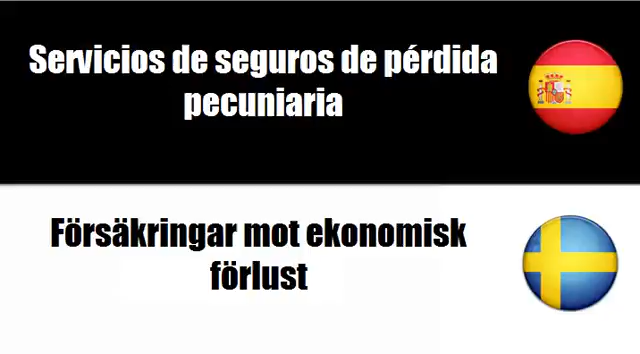 Servicios de seguros de pérdida
pecuniaria
Försäkringar mot ekonomisk
förlust